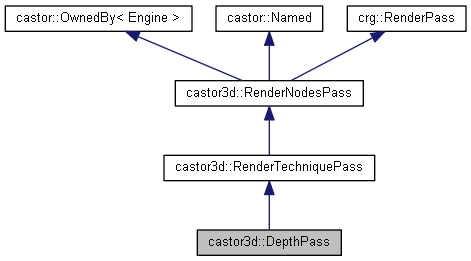 castor::OwnedBy< Engine >
castor::Named
crg::RenderPass
castor3d::RenderNodesPass
castor3d::RenderTechniquePass
castor3d::DepthPass